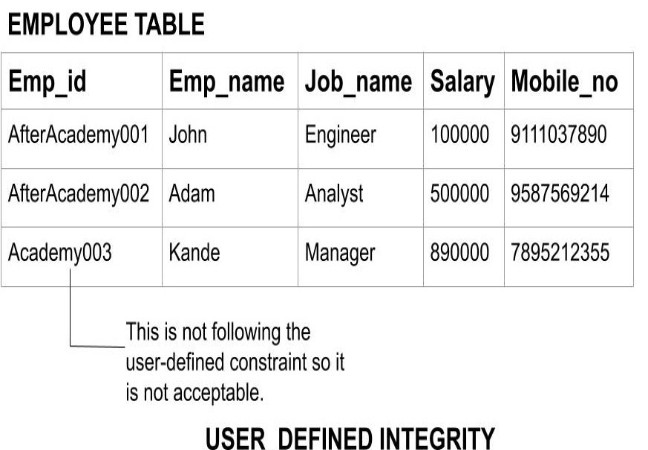 EMPLOYEE TABLE
Emp_id Emp_name Job_name Salary Mobile_no
AfterAcademy001 John Engineer 100000 9111037890
AfterAcademy002 Adam Analyst 500000 9587569214
Academy003 Kande Manager 890000 7895212355
This is not following the
user-defined constraint so it
is not acceptable.
USER DEFINED INTEGRITY